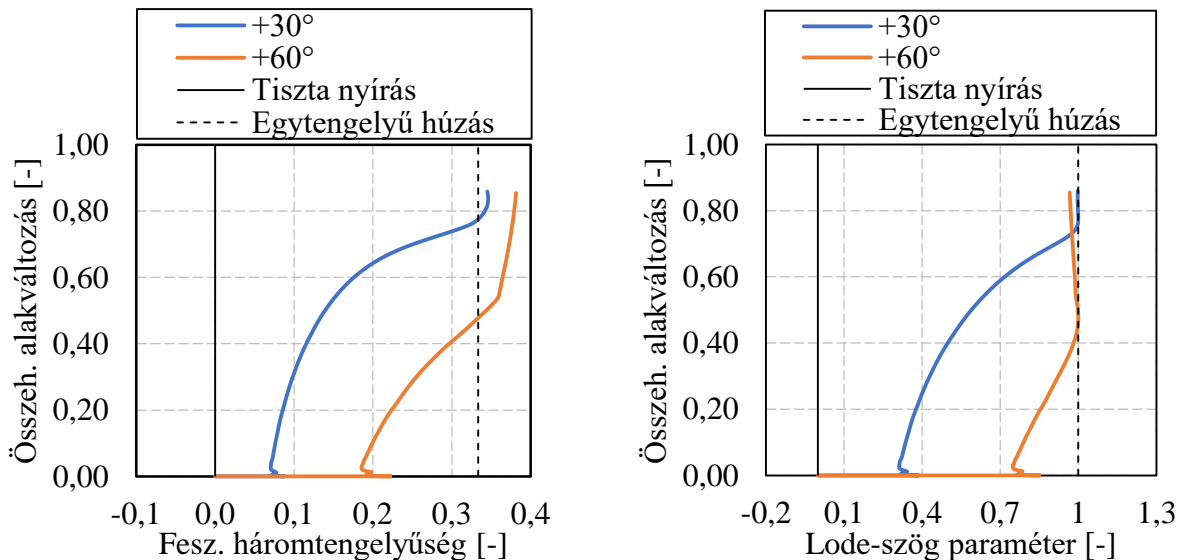 +30°
+60°
Tiszta nyírás
Egytengelyű húzás
Összeh. alakváltozás [-]
1,00
0,80
0,60
0,40
0,20
0,00
-0,1 0,0 0,1 0,2 0,3 0,4
Fesz. háromtengelyűség [-]
+30°
+60°
Tiszta nyírás
Egytengelyű húzás
Összeh. alakváltozás [-]
1,00
0,80
0,60
0,40
0,20
0,00
-0,2 0,1 0,4 0,7 1 1,3
Lode-szög paraméter [-]